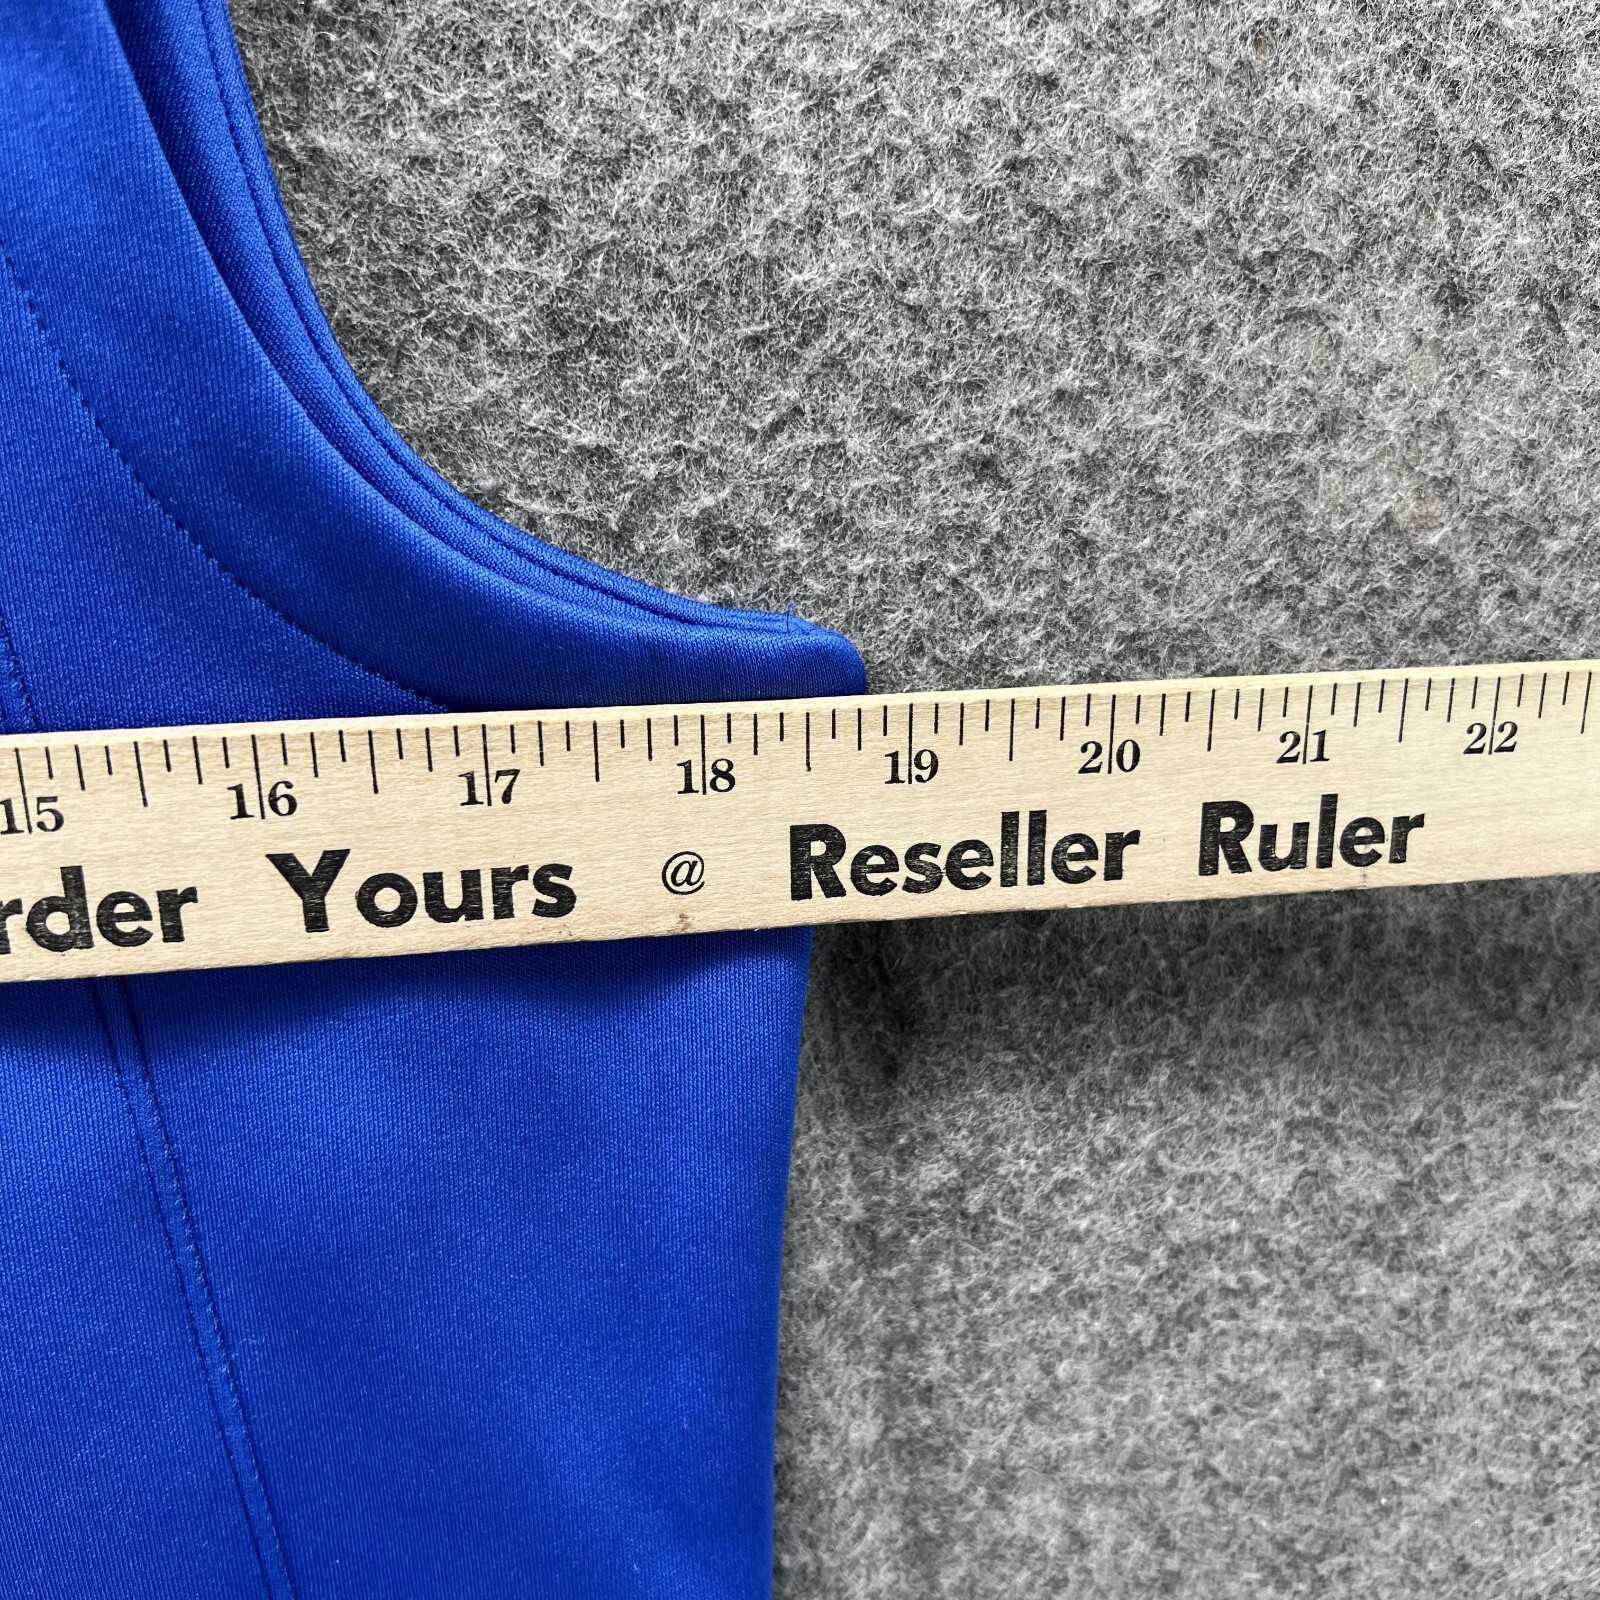 15 16 17 18 19 20 21 22
rder Yours @ Reseller Ruler